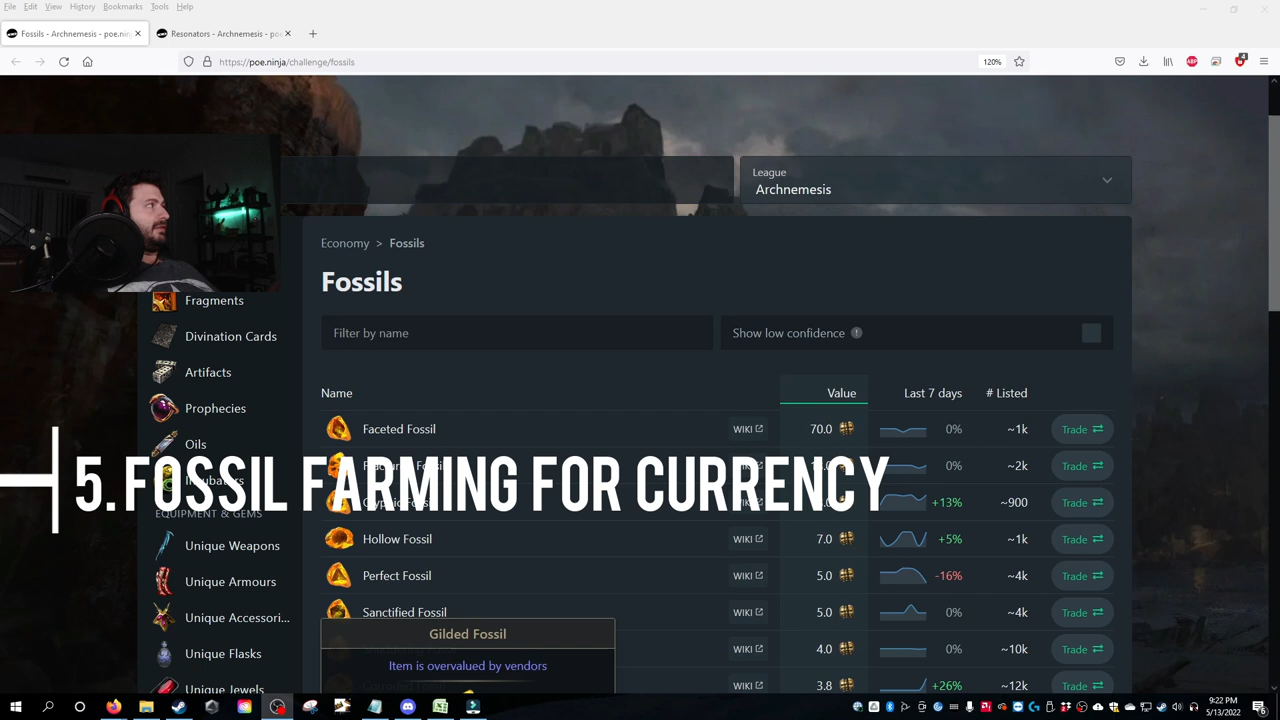 File Edit View History Bookmarks Tools Help
Fossils - Archnemesis - poe.ninja
Resonators - Archnemesis - poe
https://poe.ninja/challenge/fossils
120%
ABP
4
League
Archnemesis
Economy > Fossils
Fossils
Filter by name
Show low confidence
Fragments
Divination Cards
Artifacts
Prophecies
Oils
EQUIPMENT & GEMS
Unique Weapons
Unique Armours
Unique Accessori...
Unique Flasks
Unique Jewels
Name Value Last 7 days # Listed
Faceted Fossil WIKI 70.0 0% ~1k Trade
WIKI 0% ~2k Trade
5. FOSSIL FARMING FOR CURRENCY
WIKI +13% ~900 Trade
Hollow Fossil WIKI 7.0 +5% ~1k Trade
Perfect Fossil WIKI 5.0 -16% ~4k Trade
Sanctified Fossil WIKI 5.0 0% ~4k Trade
WIKI 4.0 0% ~10k Trade
WIKI 3.8 +26% ~12k Trade
Gilded Fossil
Item is overvalued by vendors
9:22 PM
5/13/2022